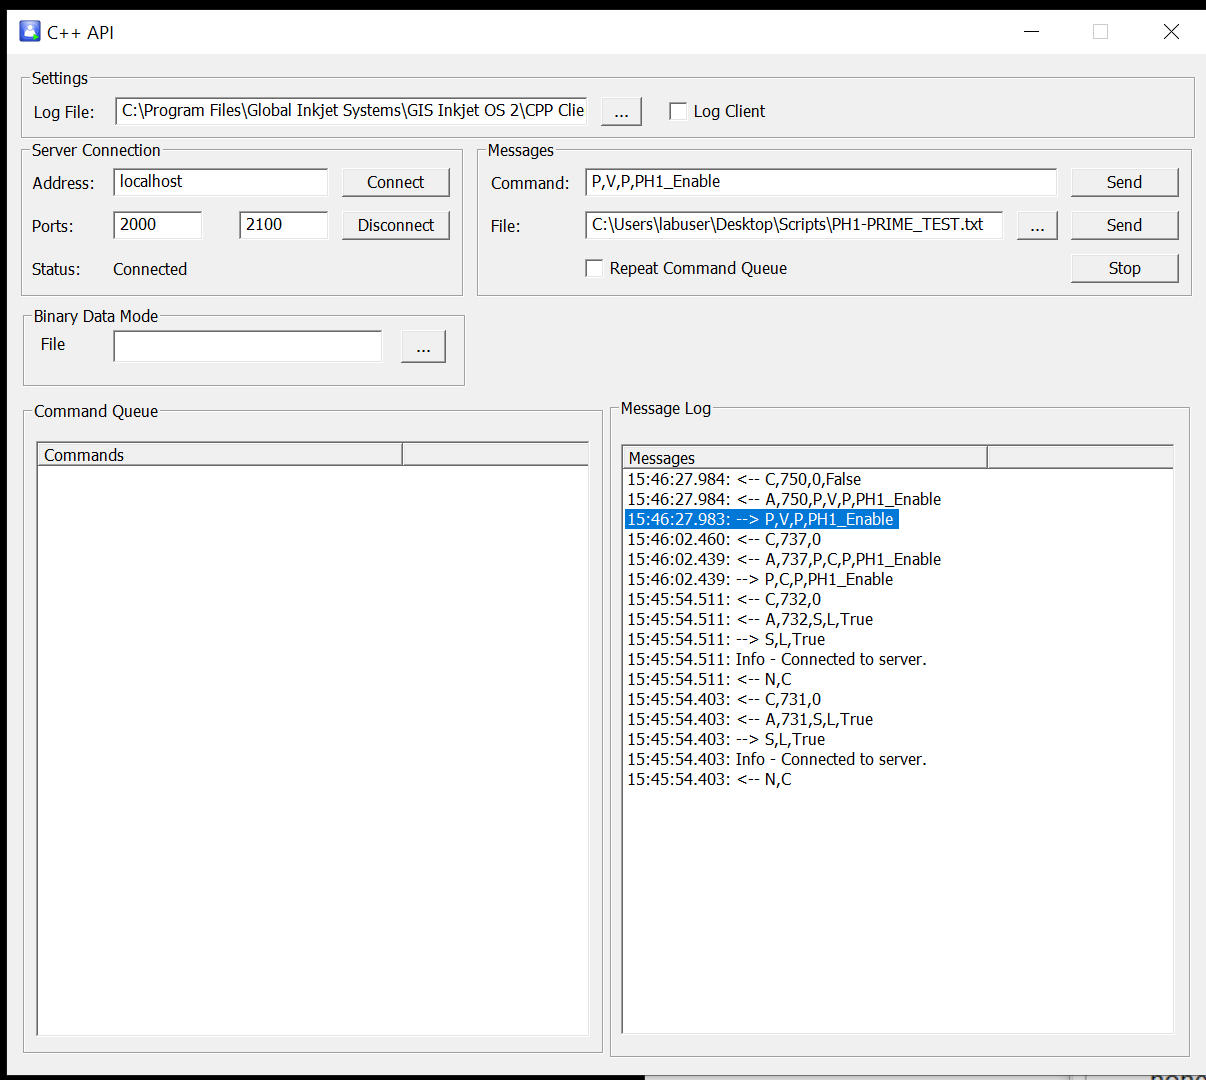 C++ API
Settings
Log File: C:\Program Files\Global Inkjet Systems\GIS Inkjet OS 2\CPP Clie ... Log Client
Server Connection
Address: localhost Connect
Ports: 2000 2100 Disconnect
Status: Connected
Messages
Command: P,V,P,PH1_Enable Send
File: C:\Users\labuser\Desktop\Scripts\PH1-PRIME_TEST.txt ... Send
Repeat Command Queue Stop
Binary Data Mode
File ...
Command Queue
Commands
Message Log
Messages
15:46:27.984: <-- C,750,0,False
15:46:27.984: <-- A,750,P,V,P,PH1_Enable
15:46:27.983: --> P,V,P,PH1_Enable
15:46:02.460: <-- C,737,0
15:46:02.439: <-- A,737,P,C,P,PH1_Enable
15:46:02.439: --> P,C,P,PH1_Enable
15:45:54.511: <-- C,732,0
15:45:54.511: <-- A,732,S,L,True
15:45:54.511: --> S,L,True
15:45:54.511: Info - Connected to server.
15:45:54.511: <-- N,C
15:45:54.403: <-- C,731,0
15:45:54.403: <-- A,731,S,L,True
15:45:54.403: --> S,L,True
15:45:54.403: Info - Connected to server.
15:45:54.403: <-- N,C